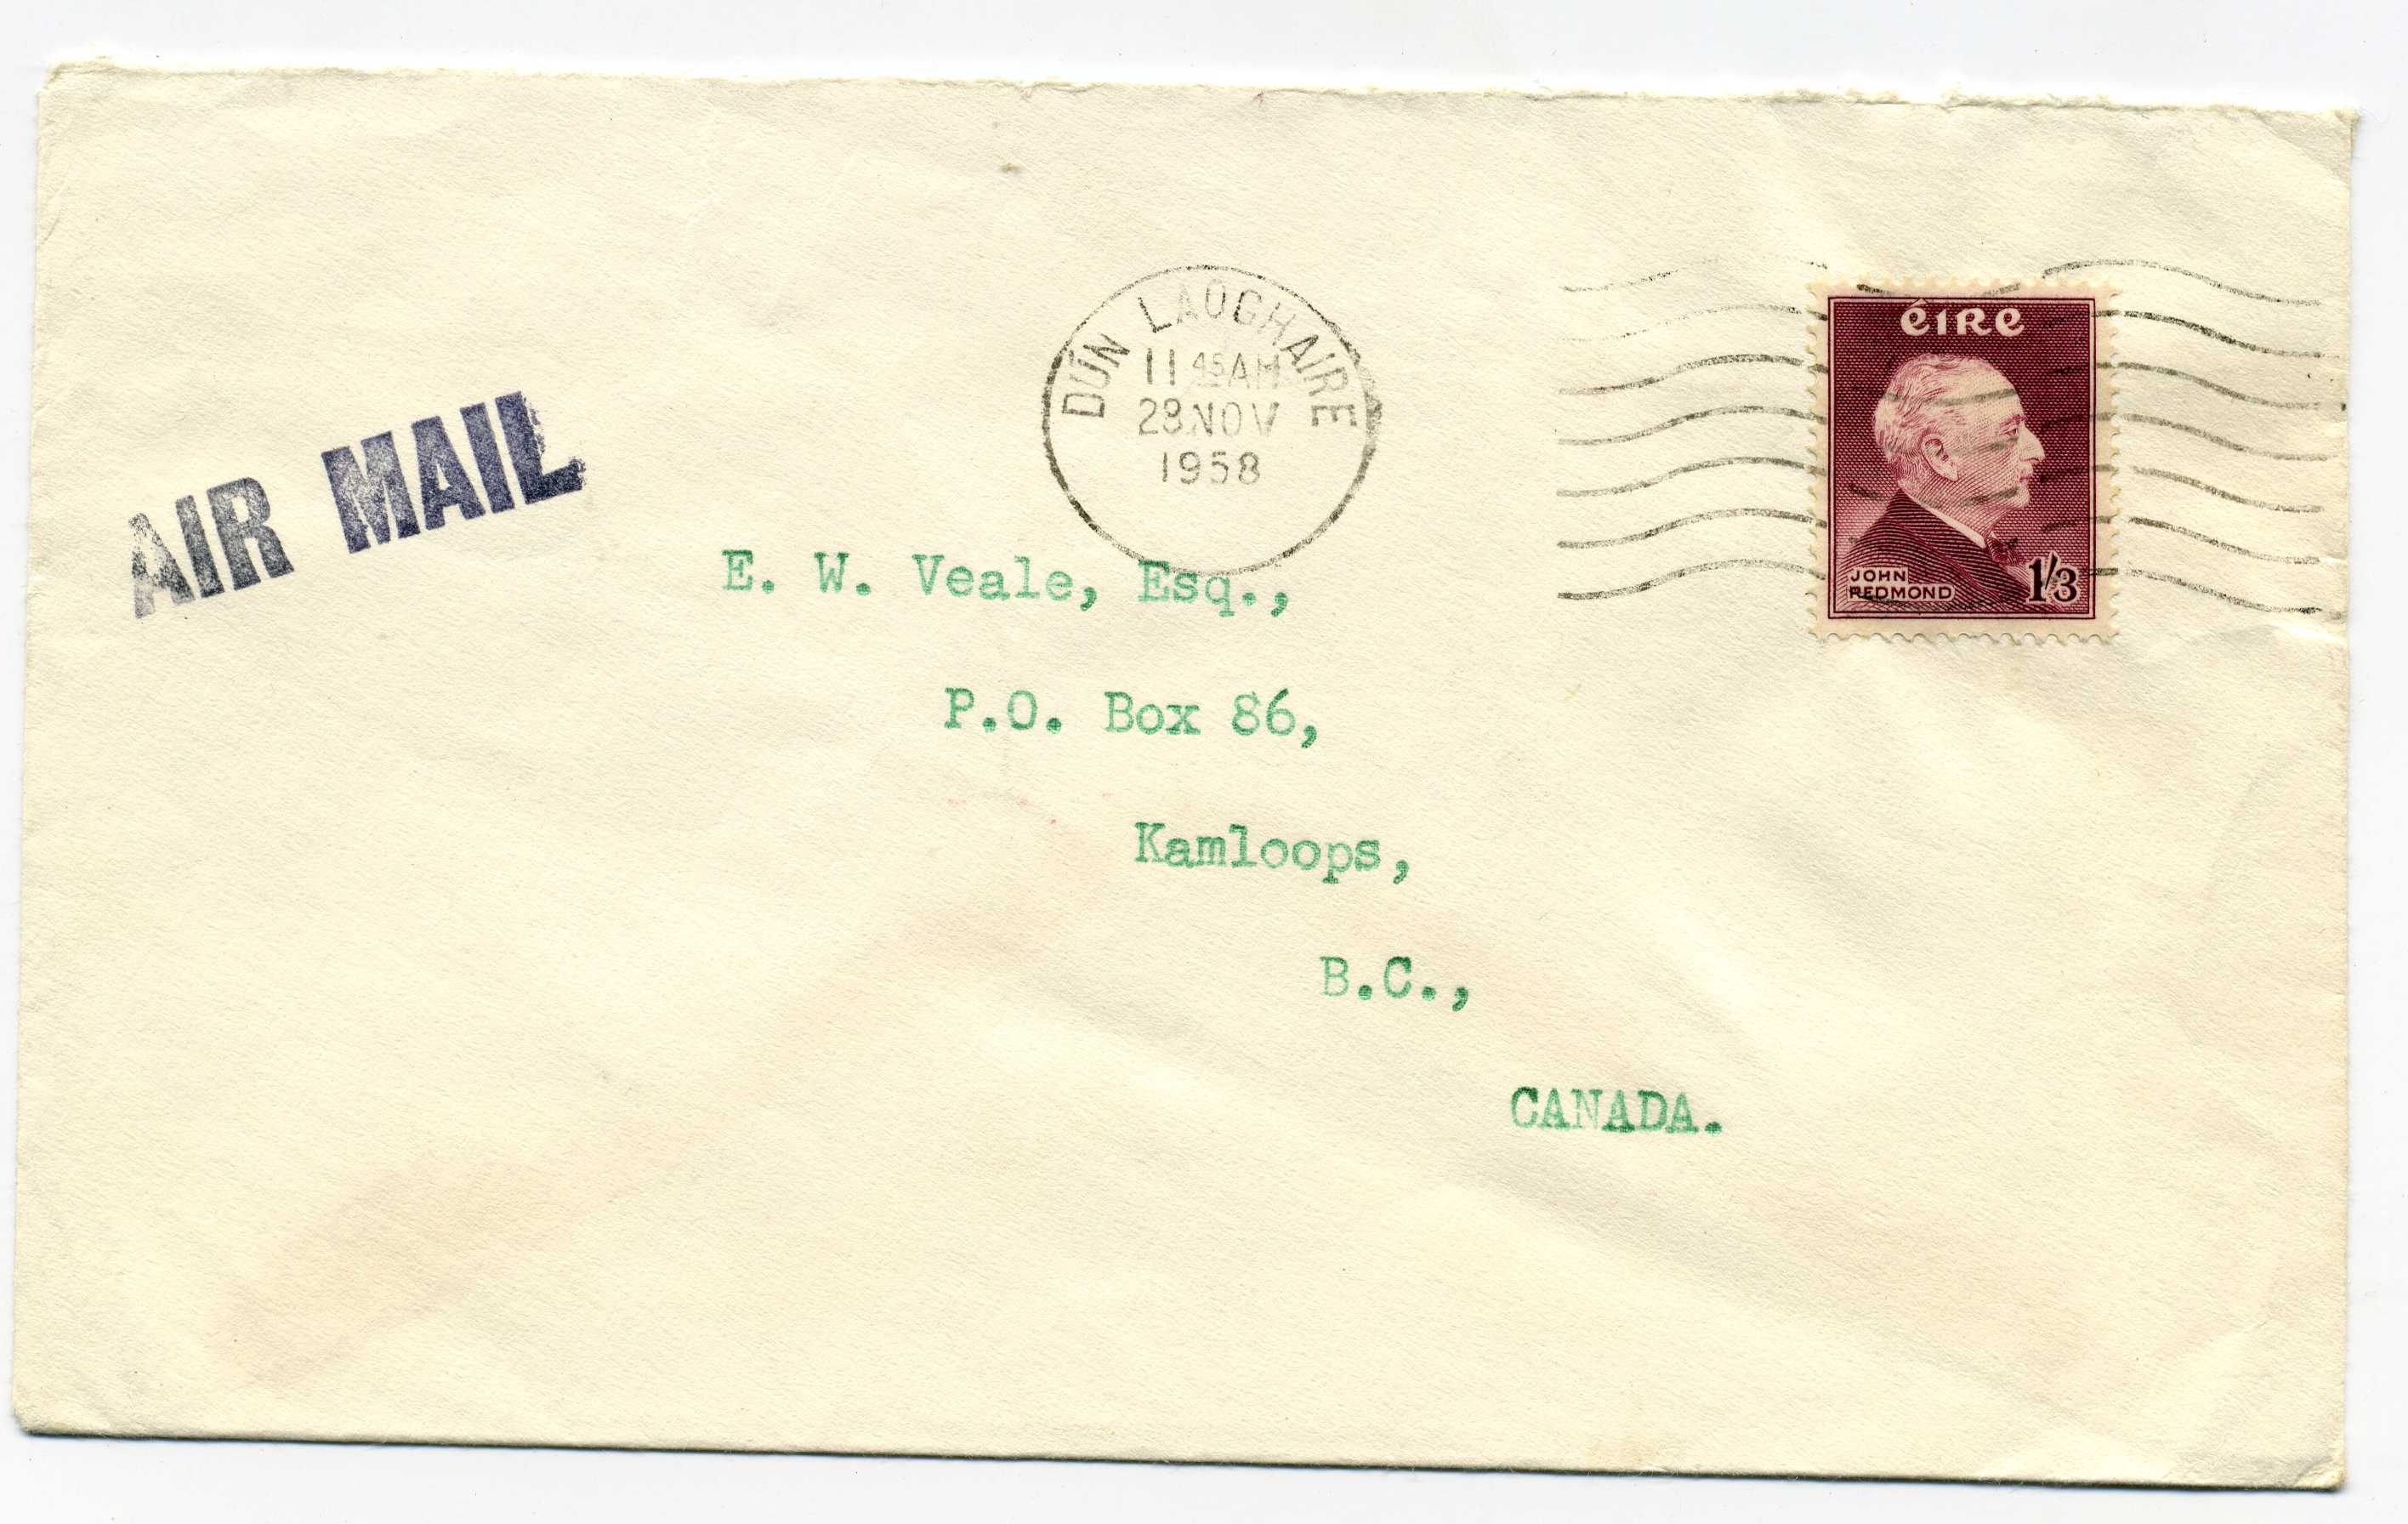 AIR MAIL
DÚN LAOGHAIRE
11 45 AM
28 NOV
1958
éIRe
JOHN
REDMOND
1/3
E. W. Veale, Esq.,
P.O. Box 86,
Kamloops,
B.C.,
CANADA.